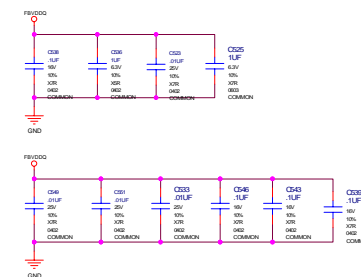 FBVDDQ
C538
.1UF
16V
10%
X7R
0402
COMMON
C536
1UF
6.3V
10%
X5R
0402
COMMON
C523
.01UF
25V
10%
X7R
0402
COMMON
C525
1UF
6.3V
10%
X7R
0603
COMMON
GND
FBVDDQ
C549
.01UF
25V
10%
X7R
0402
COMMON
C551
.01UF
25V
10%
X7R
0402
COMMON
C533
.01UF
25V
10%
X7R
0402
COMMON
C546
.1UF
16V
10%
X7R
0402
COMMON
C543
.1UF
16V
10%
X7R
0402
COMMON
C539
.1UF
16V
10%
X7R
0402
GND